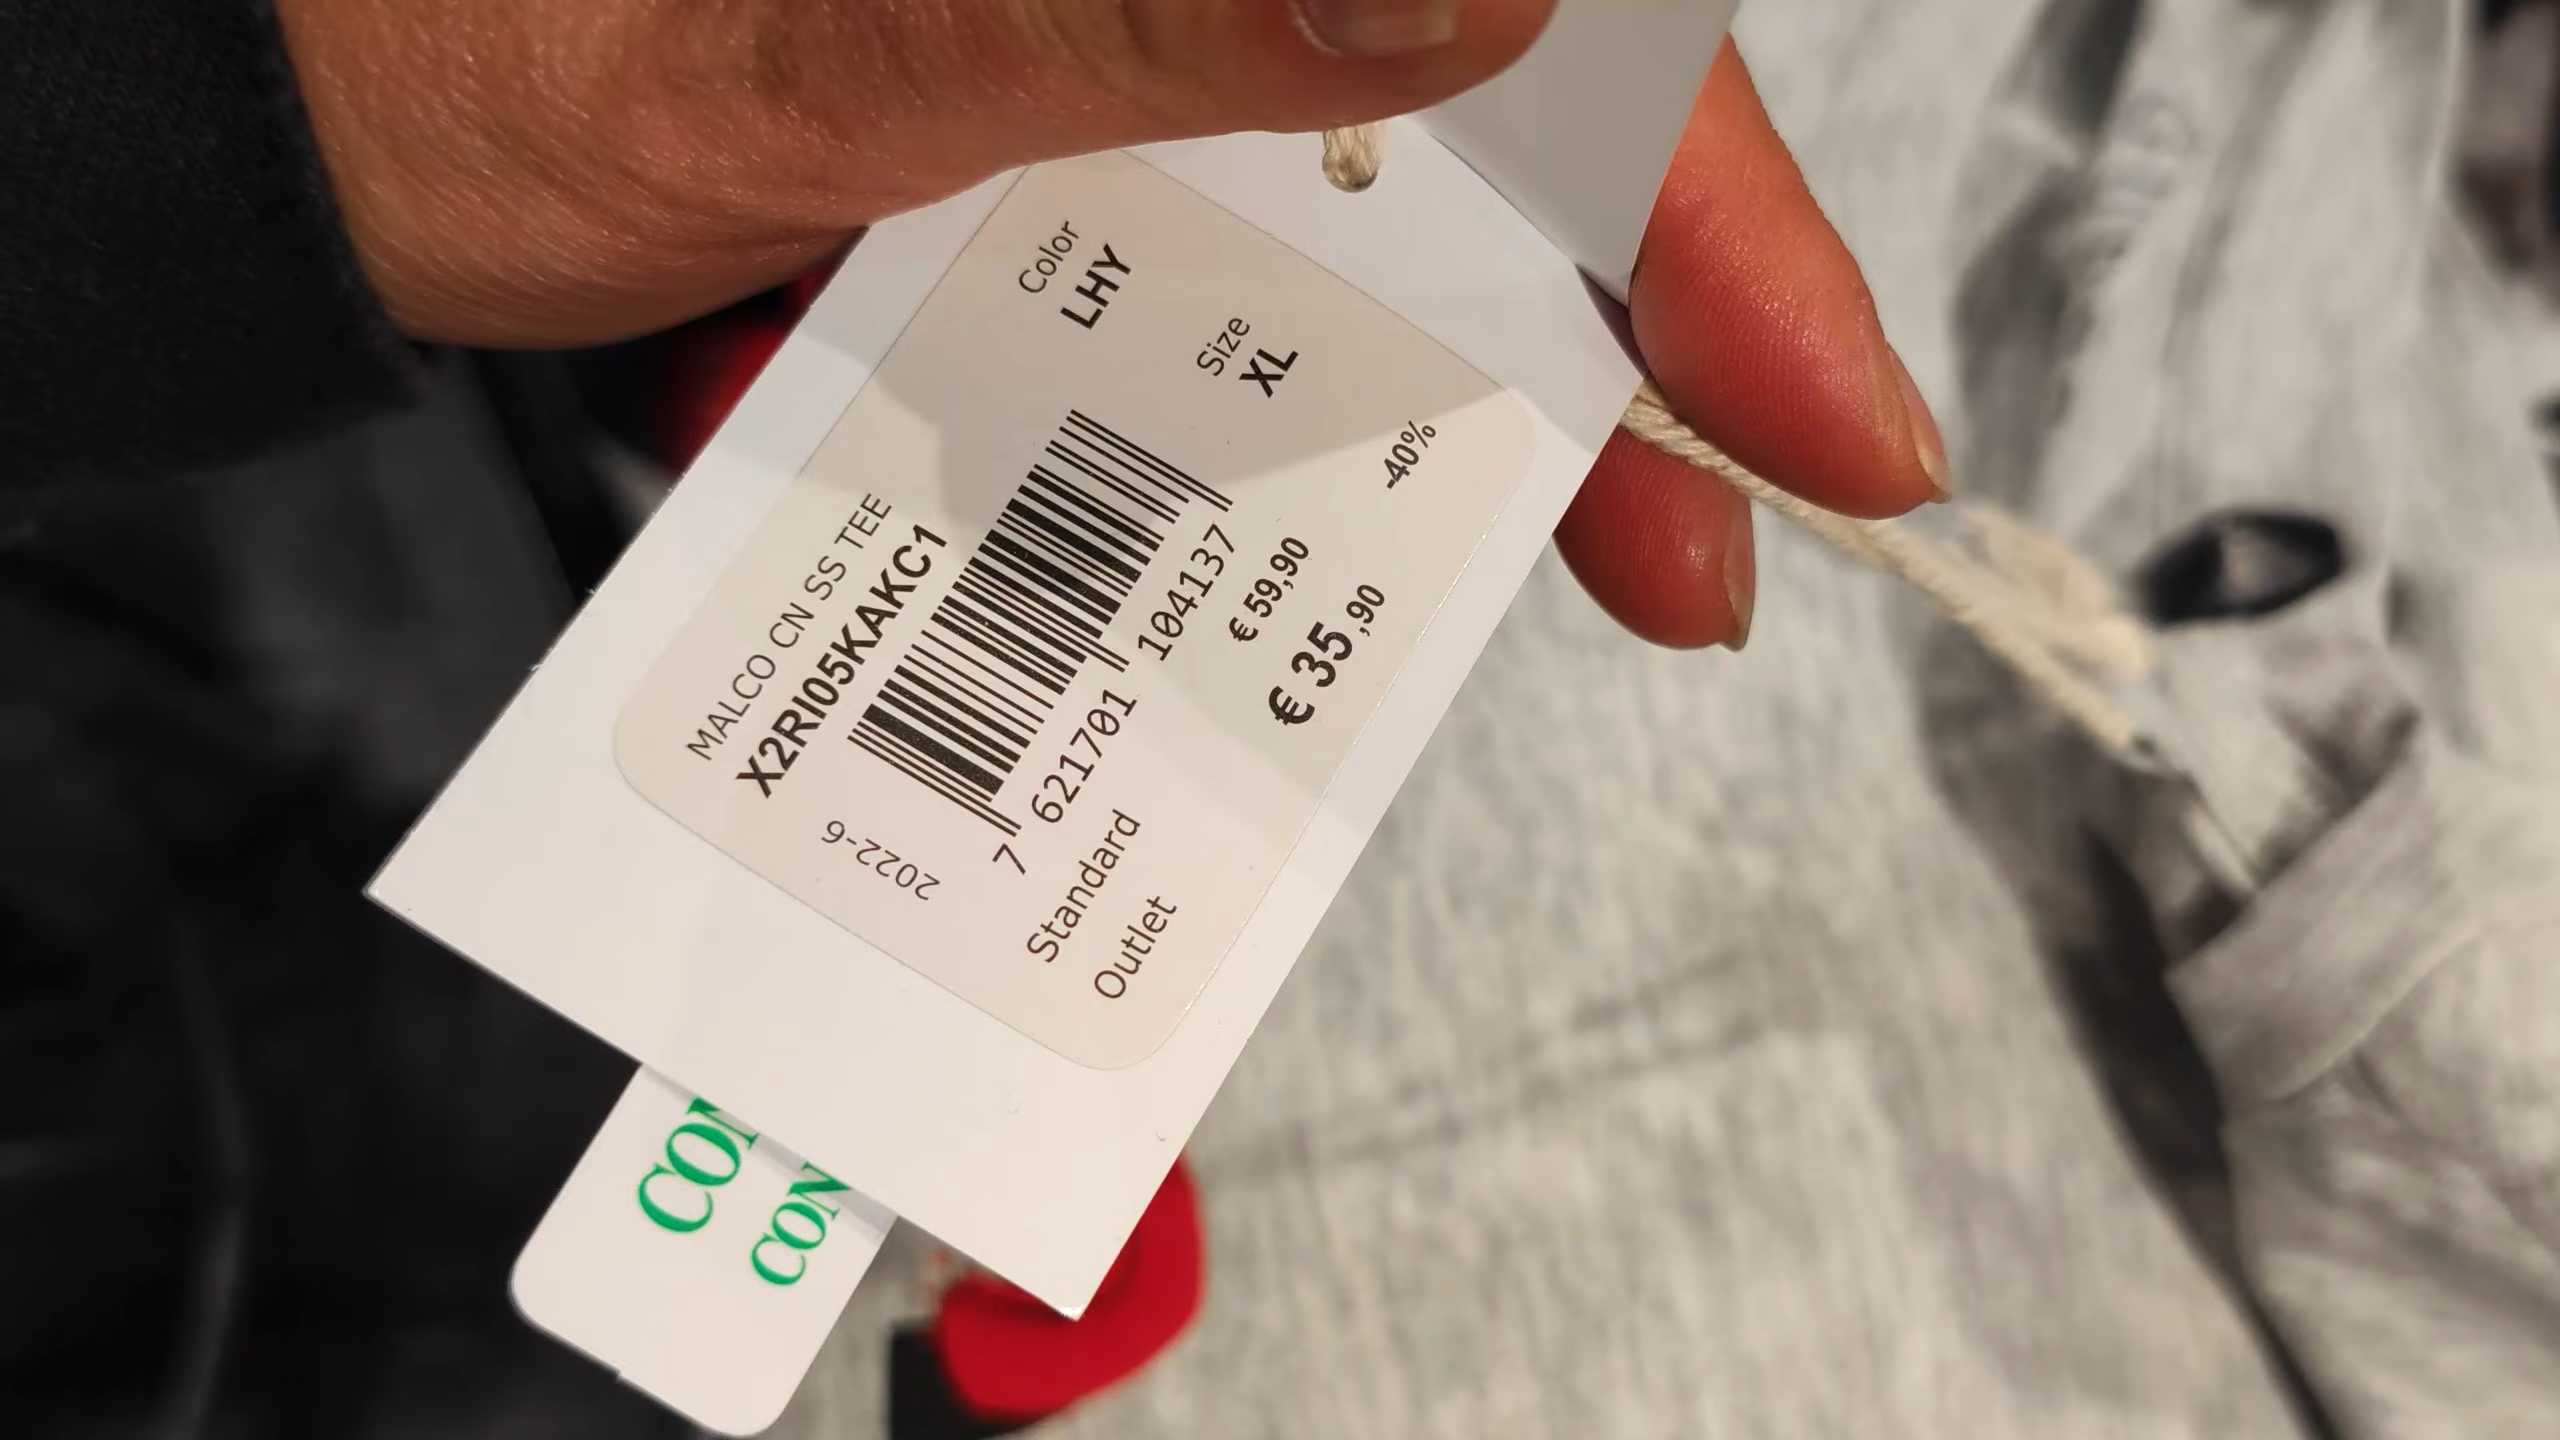 Color
LHY
Size
XL
MALCO CN SS TEE
X2RI05KAKC1
2022-6
7 621701 104137
-40%
€ 59,90
€ 35,90
Standard
Outlet